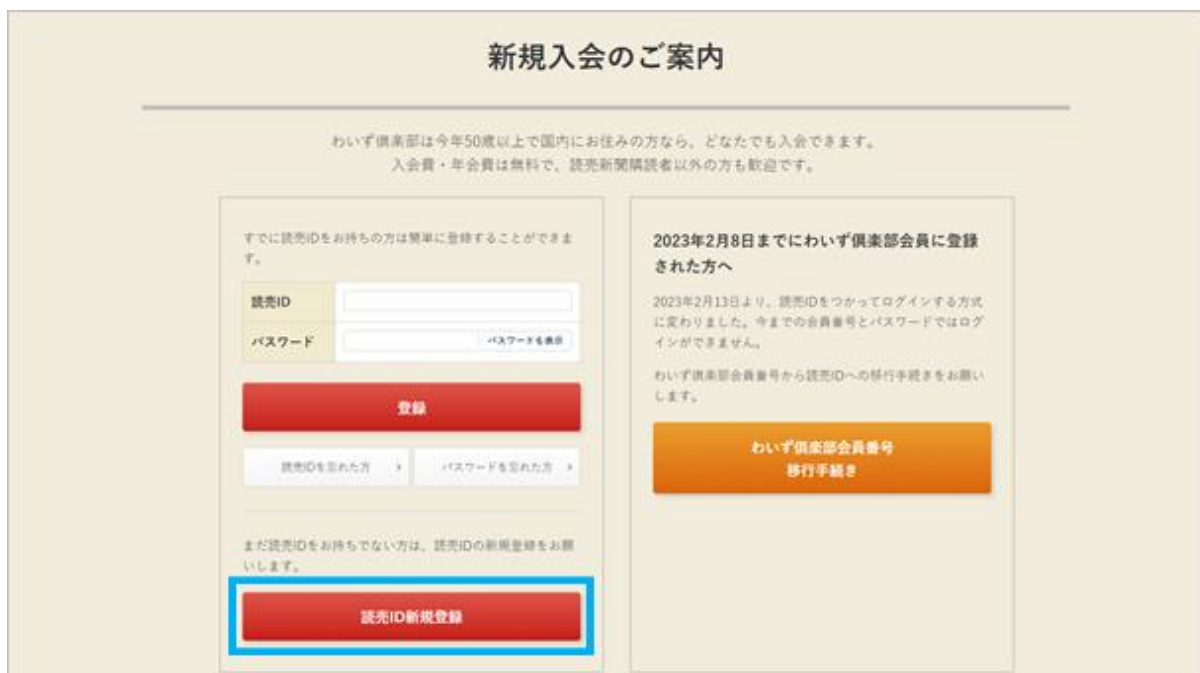 新規入会のご案内
わいず倶楽部は今年50歳以上で国内にお住みの方なら、どなたでも入会できます。
入会費・年会費は無料で、読売新聞購読者以外の方も歓迎です。
すでに読売IDをお持ちの方は簡単に登録することができま
す。
読売ID
パスワード
パスワードを表示
登録
読売IDを忘れた方
パスワードを忘れた方
まだ読売IDをお持ちでない方は、読売IDの新規登録をお願
いします。
読売ID新規登録
2023年2月8日までにわいず倶楽部会員に登録
された方へ
2023年2月13日より、読売IDをつかってログインする方式
に変わりました。今までの会員番号とパスワードではログ
インができません。
わいず倶楽部会員番号から読売IDへの移行手続きをお願い
します。
わいず倶楽部会員番号
移行手続き